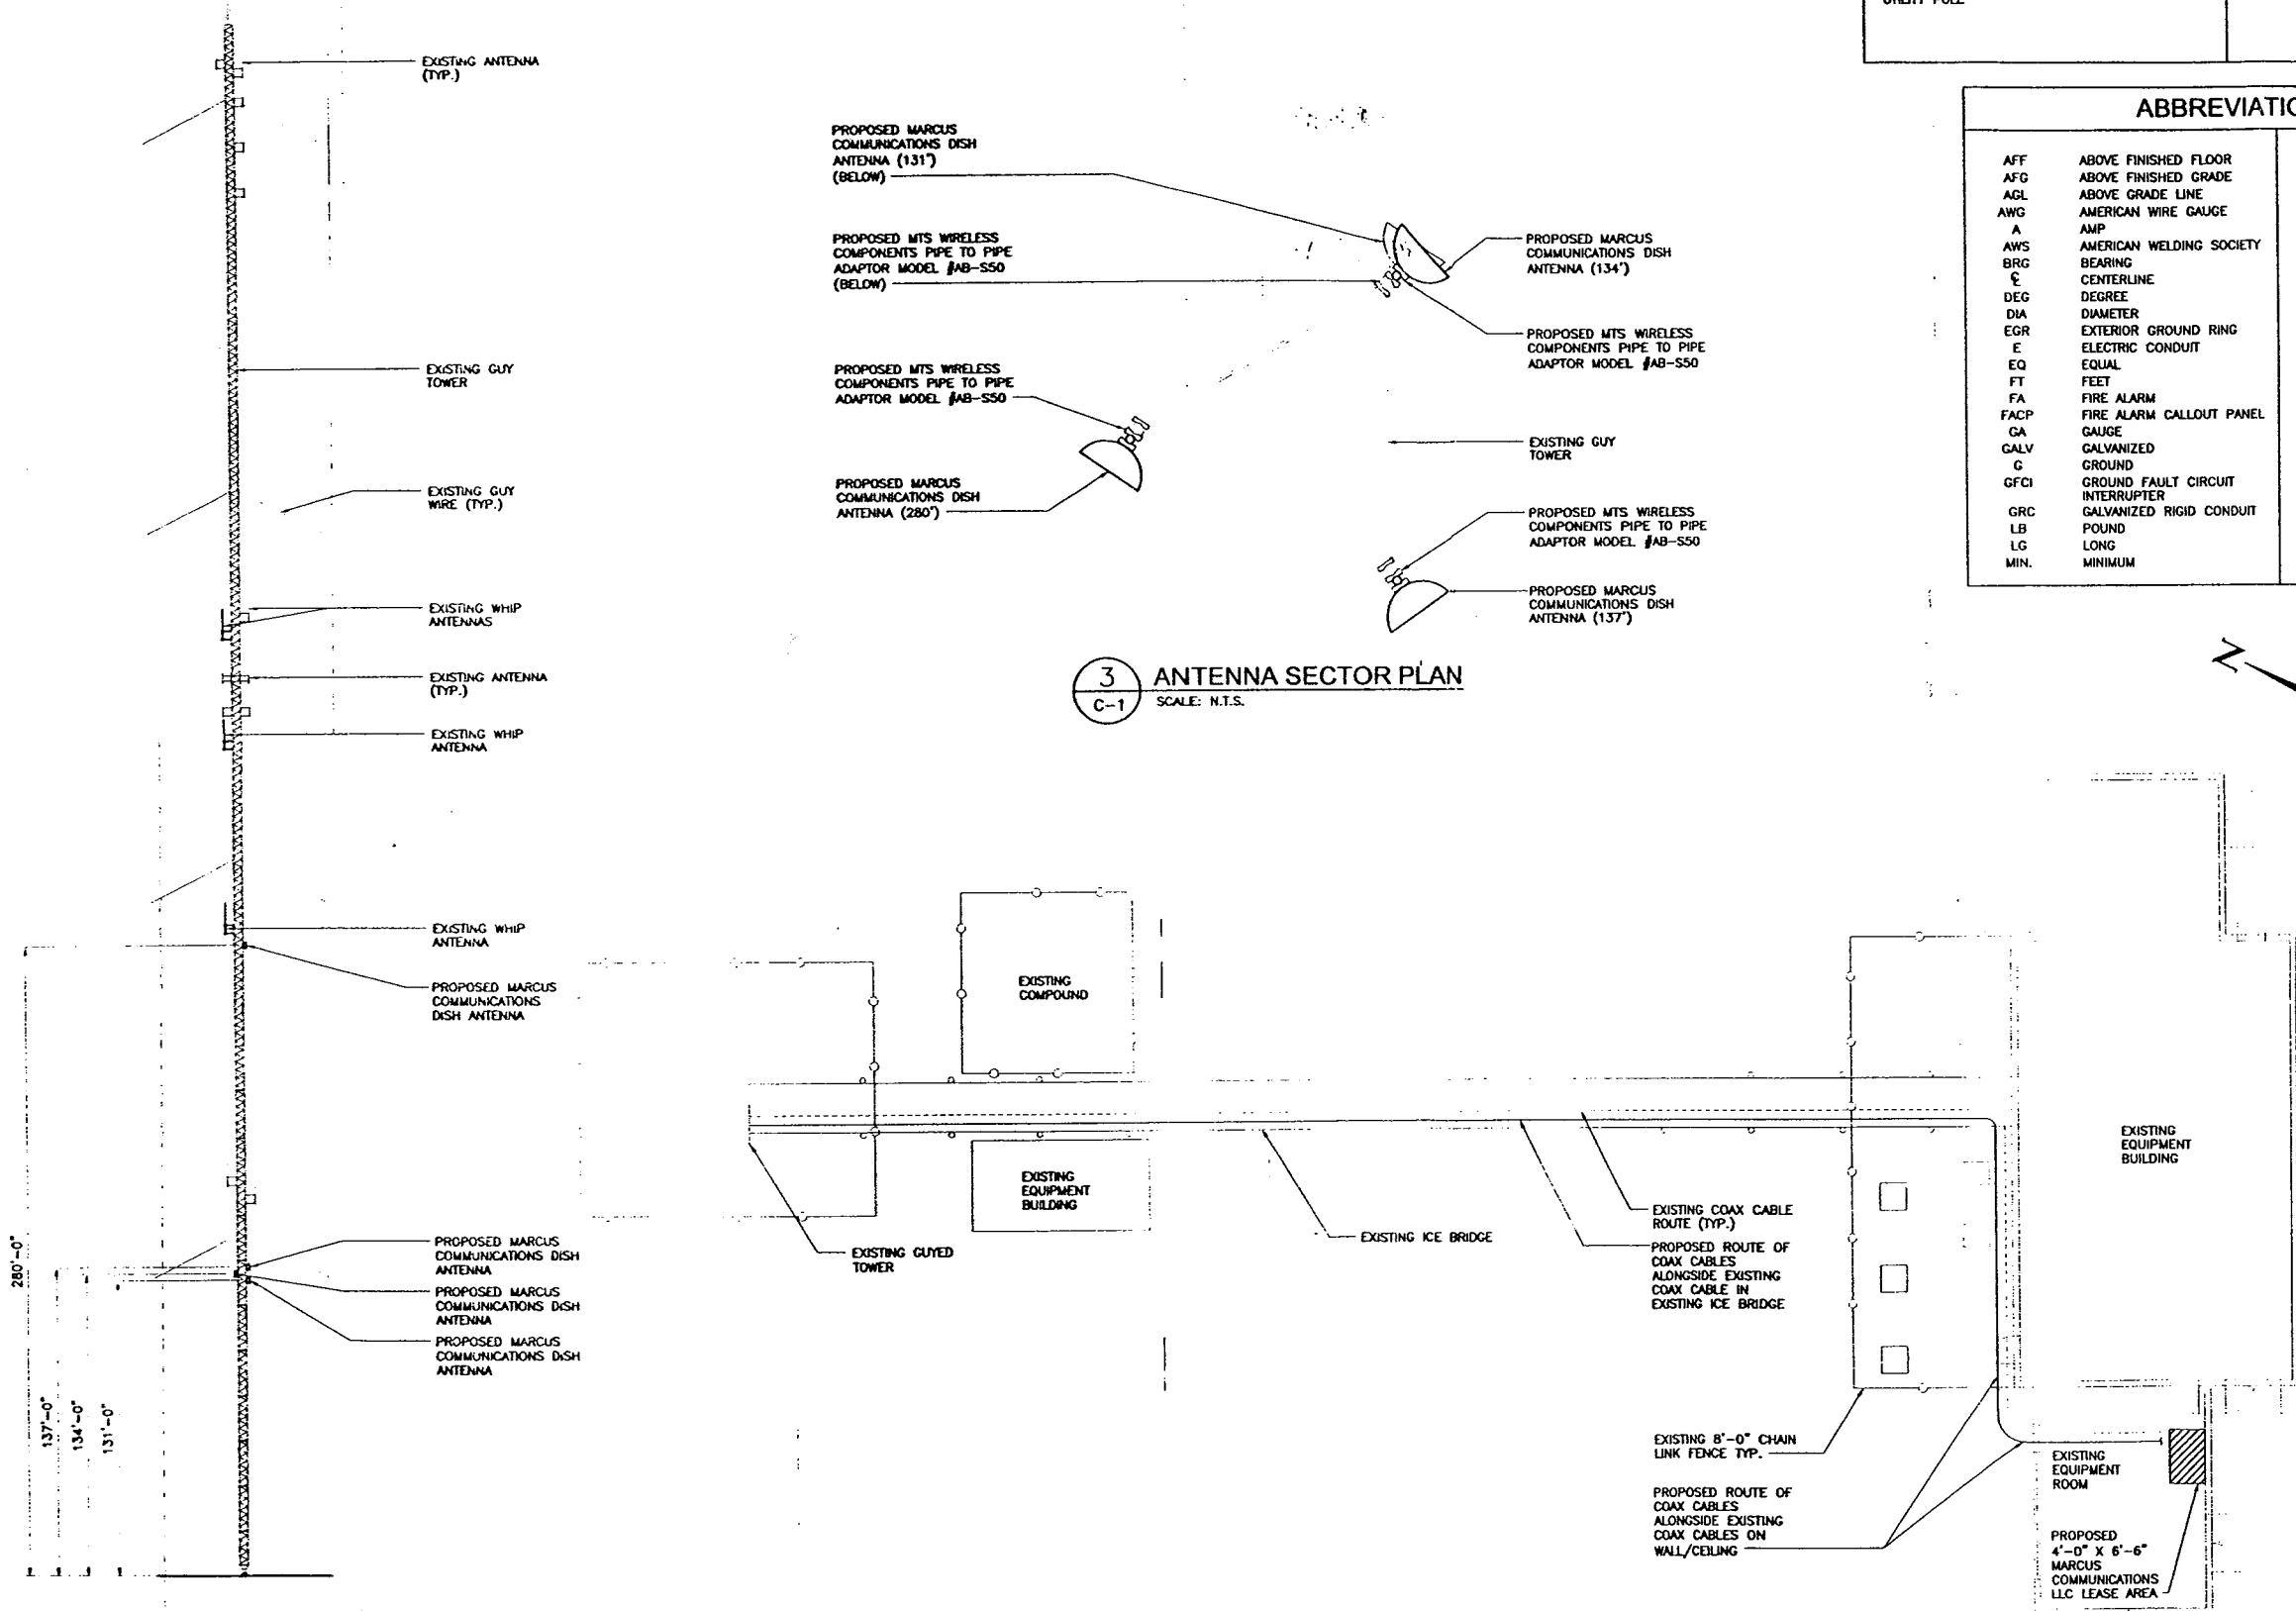 EXISTING ANTENNA
(TYP.)
EXISTING GUY
TOWER
EXISTING GUY
WIRE (TYP.)
EXISTING WHIP
ANTENNAS
EXISTING ANTENNA
(TYP.)
EXISTING WHIP
ANTENNA
EXISTING WHIP
ANTENNA
PROPOSED MARCUS
COMMUNICATIONS
DISH ANTENNA
PROPOSED MARCUS
COMMUNICATIONS DISH
ANTENNA
PROPOSED MARCUS
COMMUNICATIONS DISH
ANTENNA
PROPOSED MARCUS
COMMUNICATIONS DISH
ANTENNA
280'-0"
137'-0"
134'-0"
131'-0"
PROPOSED MARCUS
COMMUNICATIONS DISH
ANTENNA (131')
(BELOW)
PROPOSED MTS WIRELESS
COMPONENTS PIPE TO PIPE
ADAPTOR MODEL #AB-S50
(BELOW)
PROPOSED MTS WIRELESS
COMPONENTS PIPE TO PIPE
ADAPTOR MODEL #AB-S50
PROPOSED MARCUS
COMMUNICATIONS DISH
ANTENNA (280')
PROPOSED MARCUS
COMMUNICATIONS DISH
ANTENNA (134')
PROPOSED MTS WIRELESS
COMPONENTS PIPE TO PIPE
ADAPTOR MODEL #AB-S50
EXISTING GUY
TOWER
PROPOSED MTS WIRELESS
COMPONENTS PIPE TO PIPE
ADAPTOR MODEL #AB-S50
PROPOSED MARCUS
COMMUNICATIONS DISH
ANTENNA (137')
3 ANTENNA SECTOR PLAN
C-1 SCALE: N.T.S.
AFF ABOVE FINISHED FLOOR
AFG ABOVE FINISHED GRADE
AGL ABOVE GRADE LINE
AWG AMERICAN WIRE GAUGE
A AMP
AWS AMERICAN WELDING SOCIETY
BRG BEARING
℄ CENTERLINE
DEG DEGREE
DIA DIAMETER
EGR EXTERIOR GROUND RING
E ELECTRIC CONDUIT
EQ EQUAL
FT FEET
FA FIRE ALARM
FACP FIRE ALARM CALLOUT PANEL
GA GAUGE
GALV GALVANIZED
G GROUND
GFCI GROUND FAULT CIRCUIT
INTERRUPTER
GRC GALVANIZED RIGID CONDUIT
LB POUND
LG LONG
MIN. MINIMUM
N
EXISTING
COMPOUND
EXISTING
EQUIPMENT
BUILDING
EXISTING GUYED
TOWER
EXISTING ICE BRIDGE
EXISTING COAX CABLE
ROUTE (TYP.)
PROPOSED ROUTE OF
COAX CABLES
ALONGSIDE EXISTING
COAX CABLE IN
EXISTING ICE BRIDGE
EXISTING
EQUIPMENT
BUILDING
EXISTING 8'-0" CHAIN
LINK FENCE TYP.
PROPOSED ROUTE OF
COAX CABLES
ALONGSIDE EXISTING
COAX CABLES ON
WALL/CEILING
EXISTING
EQUIPMENT
ROOM
PROPOSED
4'-0" X 6'-6"
MARCUS
COMMUNICATIONS
LLC LEASE AREA